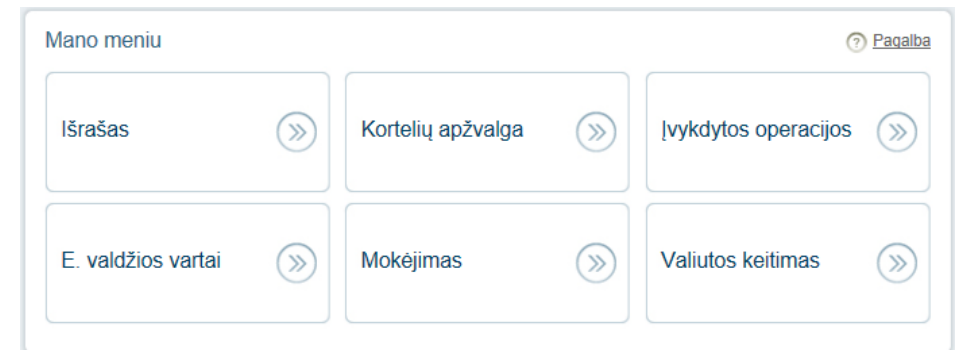 Mano meniu
Pagalba
Išrašas
Kortelių apžvalga
Įvykdytos operacijos
E. valdžios vartai
Mokėjimas
Valiutos keitimas